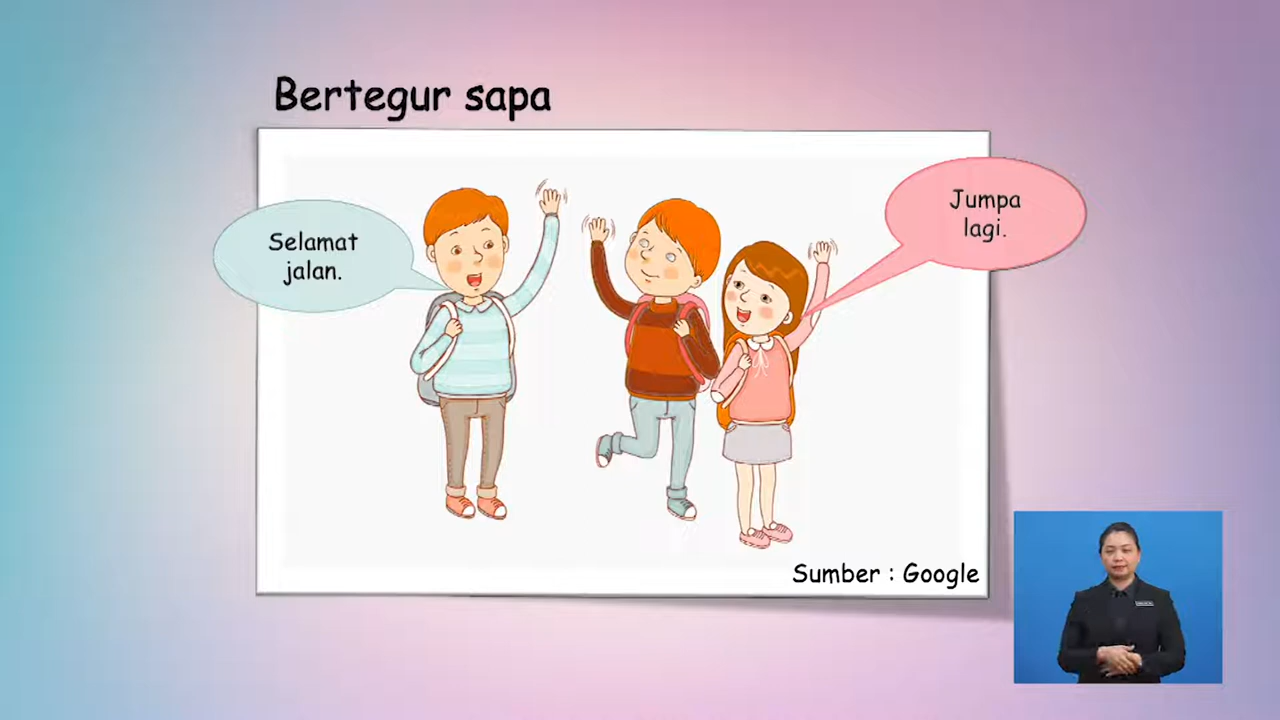 Bertegur sapa
Selamat
jalan.
Jumpa
lagi.
Sumber : Google